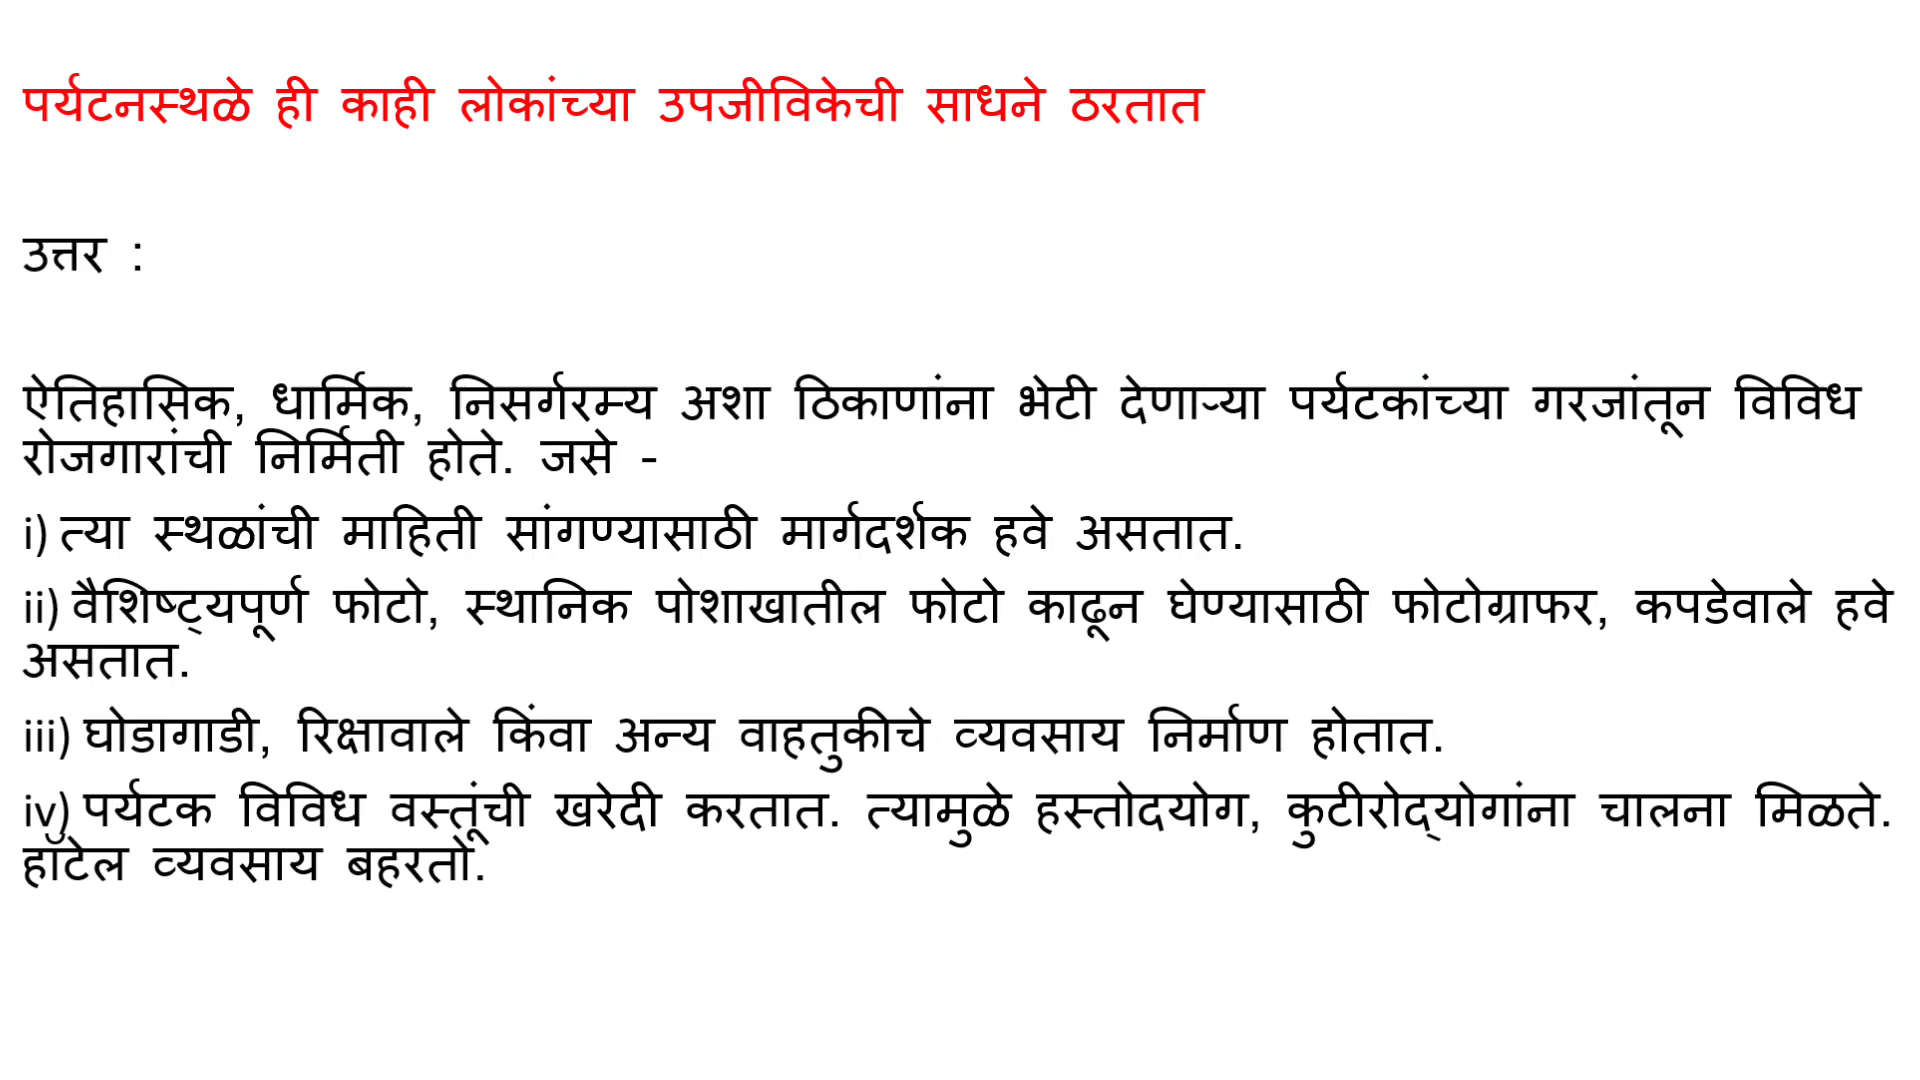 पर्यटनस्थळे ही काही लोकांच्या उपजीविकेची साधने ठरतात
उत्तर :
ऐतिहासिक, धार्मिक, निसर्गरम्य अशा ठिकाणांना भेटी देणाऱ्या पर्यटकांच्या गरजांतून विविध
रोजगारांची निर्मिती होते. जसे -
i) त्या स्थळांची माहिती सांगण्यासाठी मार्गदर्शक हवे असतात.
ii) वैशिष्ट्यपूर्ण फोटो, स्थानिक पोशाखातील फोटो काढून घेण्यासाठी फोटोग्राफर, कपडेवाले हवे
असतात.
iii) घोडागाडी, रिक्षावाले किंवा अन्य वाहतुकीचे व्यवसाय निर्माण होतात.
iv) पर्यटक विविध वस्तूंची खरेदी करतात. त्यामुळे हस्तोदयोग, कुटीरोद्‌योगांना चालना मिळते.
हॉटेल व्यवसाय बहरतो.